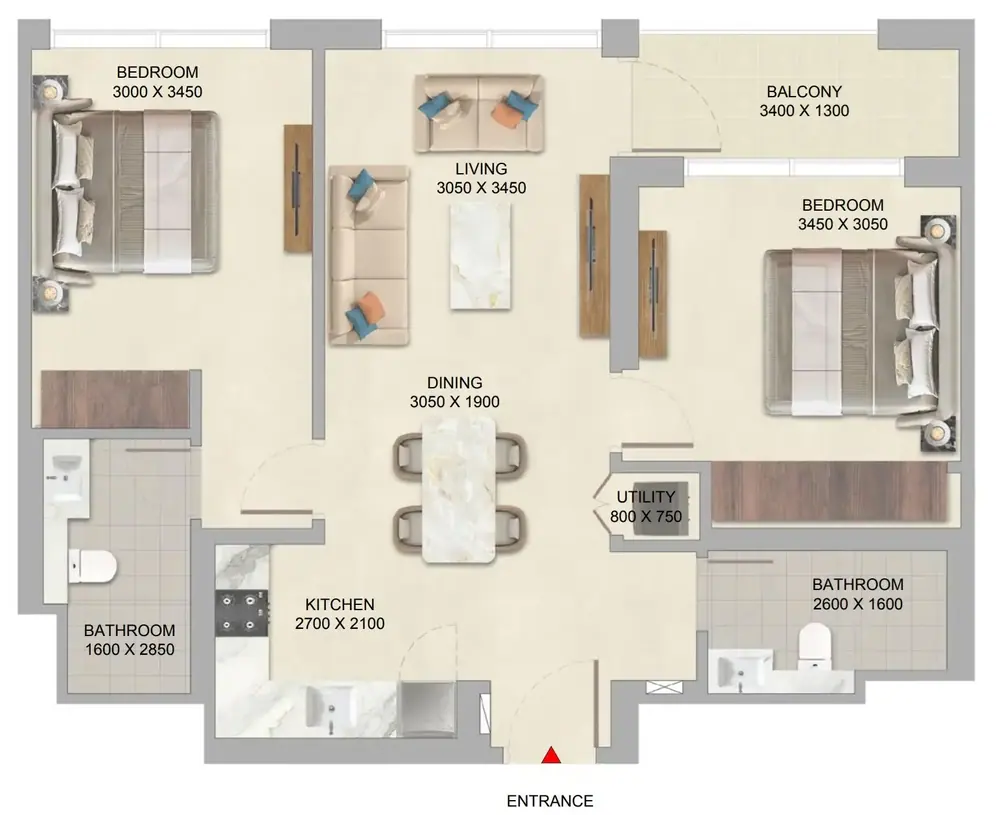 BEDROOM
3000 X 3450
BALCONY
3400 X 1300
LIVING
3050 X 3450
BEDROOM
3450 X 3050
DINING
3050 X 1900
UTILITY
800 X 750
BATHROOM
2600 X 1600
KITCHEN
2700 X 2100
BATHROOM
1600 X 2850
ENTRANCE